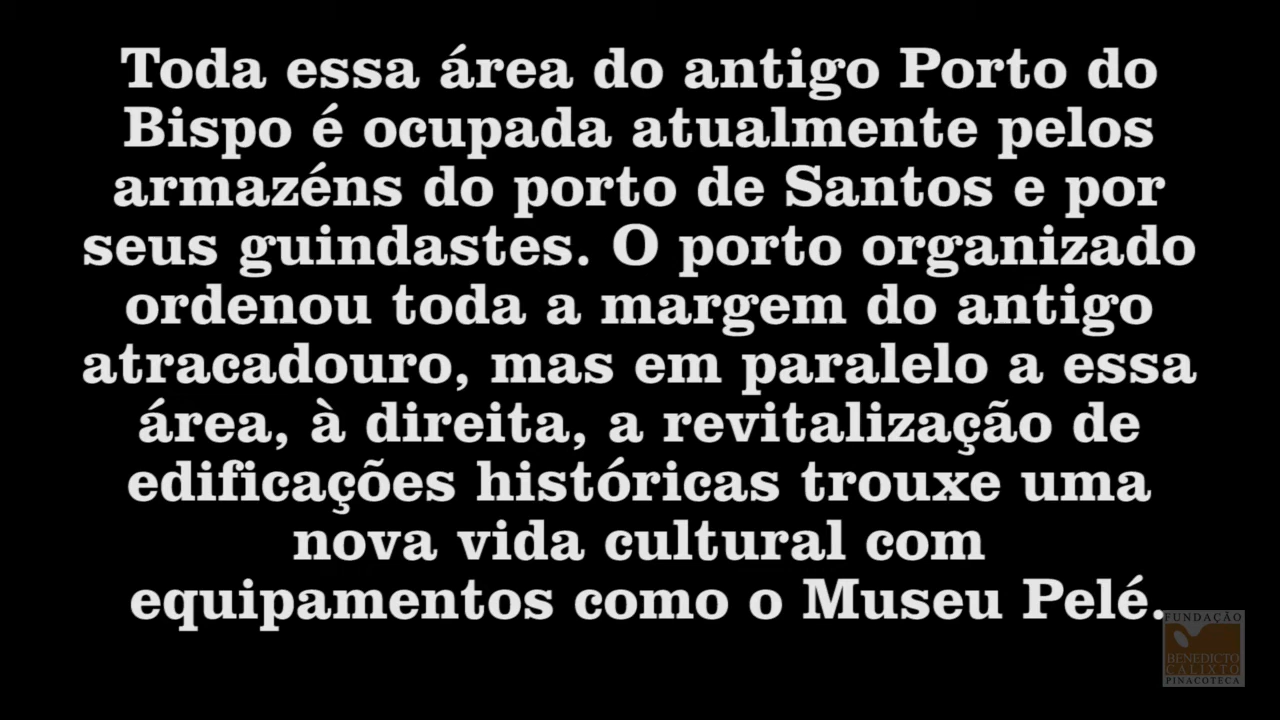 Toda essa área do antigo Porto do
Bispo é ocupada atualmente pelos
armazéns do porto de Santos e por
seus guindastes. O porto organizado
ordenou toda a margem do antigo
atracadouro, mas em paralelo a essa
área, à direita, a revitalização de
edificações históricas trouxe uma
nova vida cultural com
equipamentos como o Museu Pelé.
FUNDAÇÃO
BENEDICTO
CALIXTO
PINACOTECA